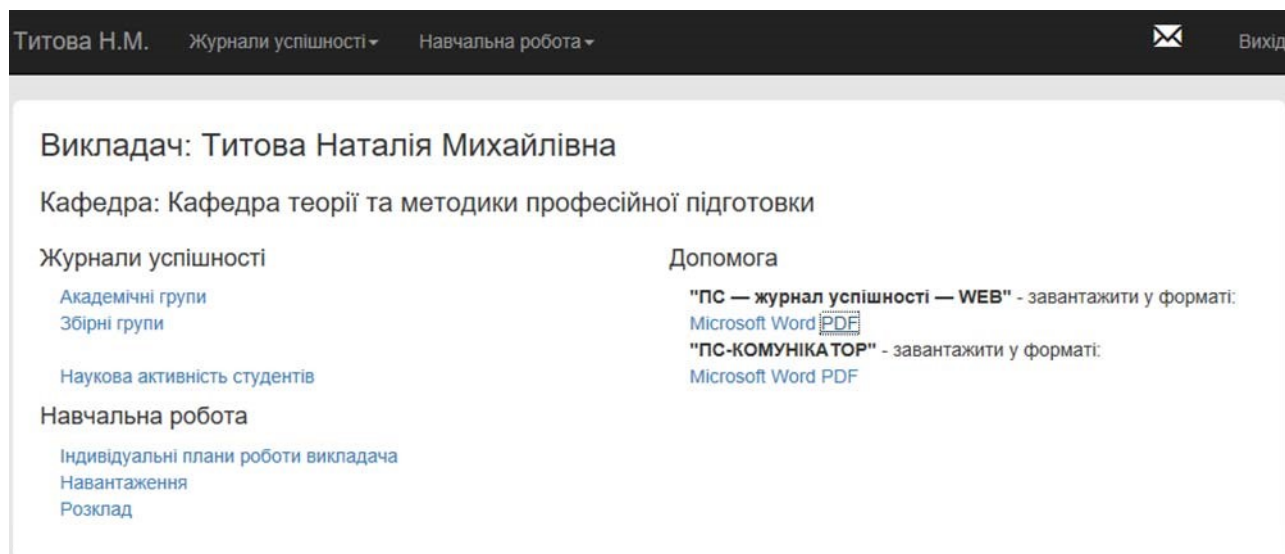 Титова Н.М. Журнали успішності Навчальна робота Вихід
Викладач: Титова Наталія Михайлівна
Кафедра: Кафедра теорії та методики професійної підготовки
Журнали успішності
Академічні групи
Збірні групи
Наукова активність студентів
Навчальна робота
Індивідуальні плани роботи викладача
Навантаження
Розклад
Допомога
"ПС — журнал успішності — WEB" - завантажити у форматі:
Microsoft Word PDF
"ПС-КОМУНІКАТОР" - завантажити у форматі:
Microsoft Word PDF